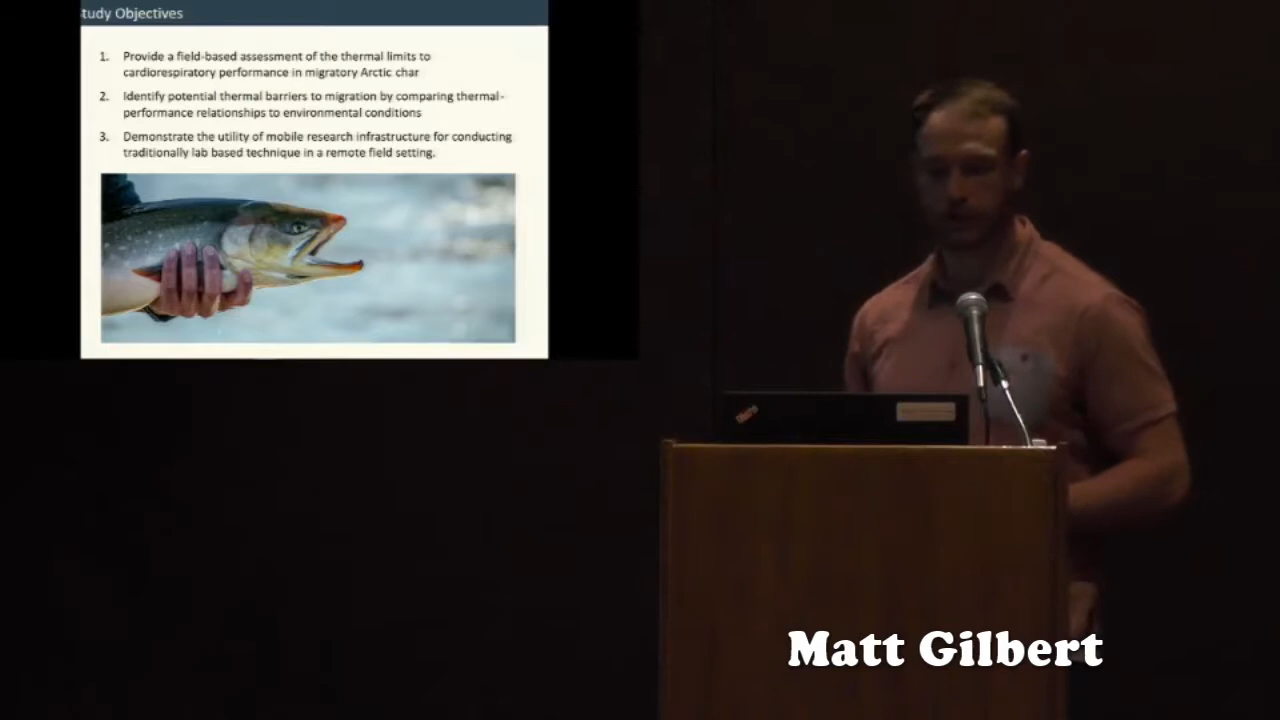 tudy Objectives
1. Provide a field-based assessment of the thermal limits to
cardiorespiratory performance in migratory Arctic char
2. Identify potential thermal barriers to migration by comparing thermal-
performance relationships to environmental conditions
3. Demonstrate the utility of mobile research infrastructure for conducting
traditionally lab based technique in a remote field setting.
Matt Gilbert